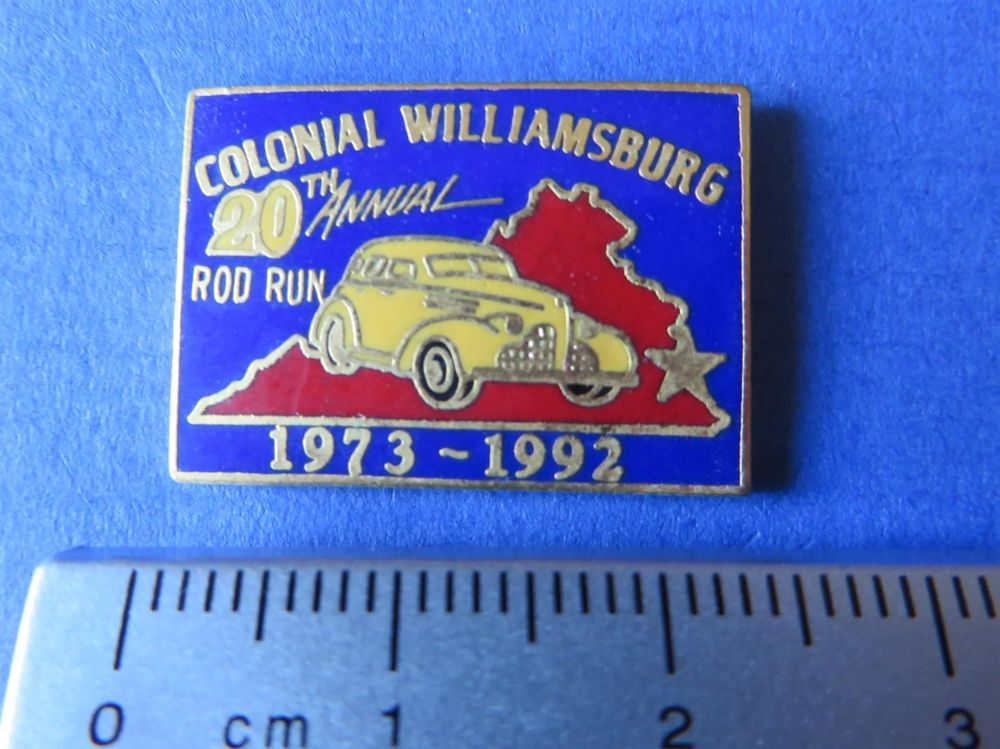 COLONIAL WILLIAMSBURG
20TH ANNUAL
ROD RUN
1973 ~ 1992
0 cm 1 2 3